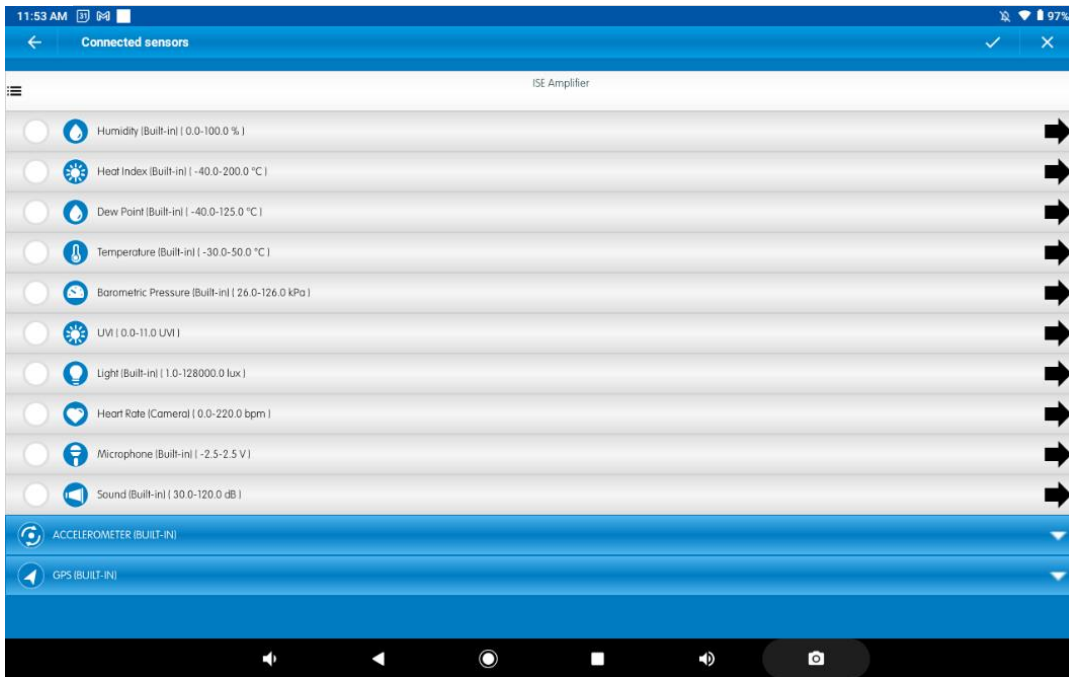 11:53 AM 31 97%
Connected sensors
ISE Amplifier
Humidity (Built-in) ( 0.0-100.0 % )
Heat Index (Built-in) ( -40.0-200.0 °C )
Dew Point (Built-in) ( -40.0-125.0 °C )
Temperature (Built-in) ( -30.0-50.0 °C )
Barometric Pressure (Built-in) ( 26.0-126.0 kPa )
UVI ( 0.0-11.0 UVI )
Light (Built-in) ( 1.0-128000.0 lux )
Heart Rate (Camera) ( 0.0-220.0 bpm )
Microphone (Built-in) ( -2.5-2.5 V )
Sound (Built-in) ( 30.0-120.0 dB )
ACCELEROMETER (BUILT-IN)
GPS (BUILT-IN)